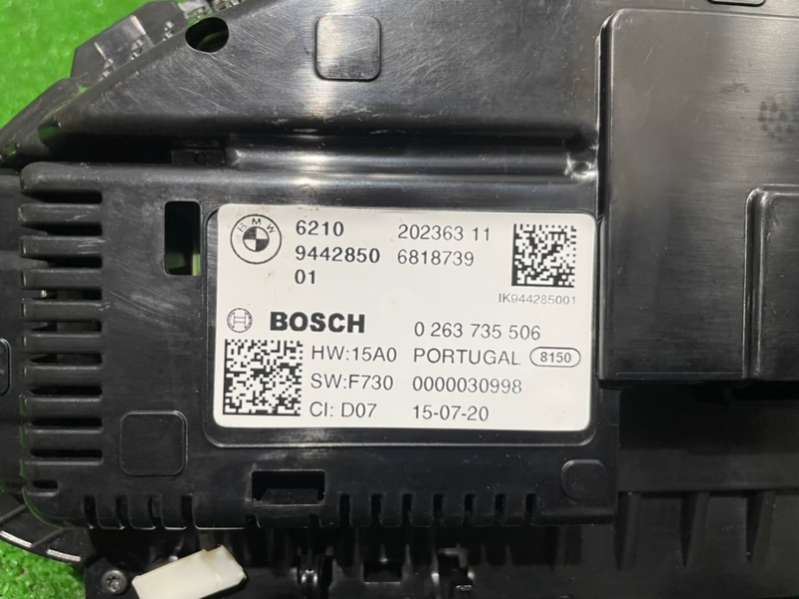 BMW
6210 202363 11
9442850 6818739
01
IK944285001
BOSCH 0 263 735 506
HW:15A0 PORTUGAL 8150
SW:F730 0000030998
CI: D07 15-07-20